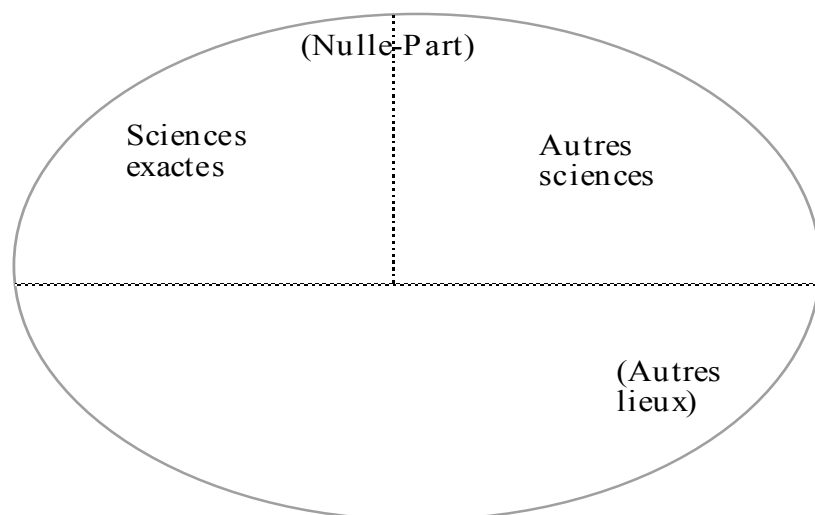 (Nulle-Part)
Sciences
exactes
Autres
sciences
(Autres
lieux)